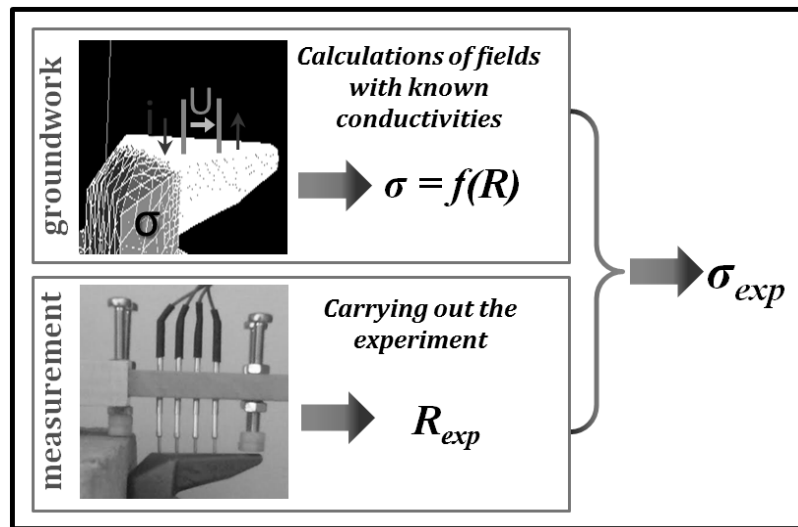 groundwork
i
U
σ
Calculations of fields
with known
conductivities
σ = f(R)
measurement
Carrying out the
experiment
R_exp
σ_exp